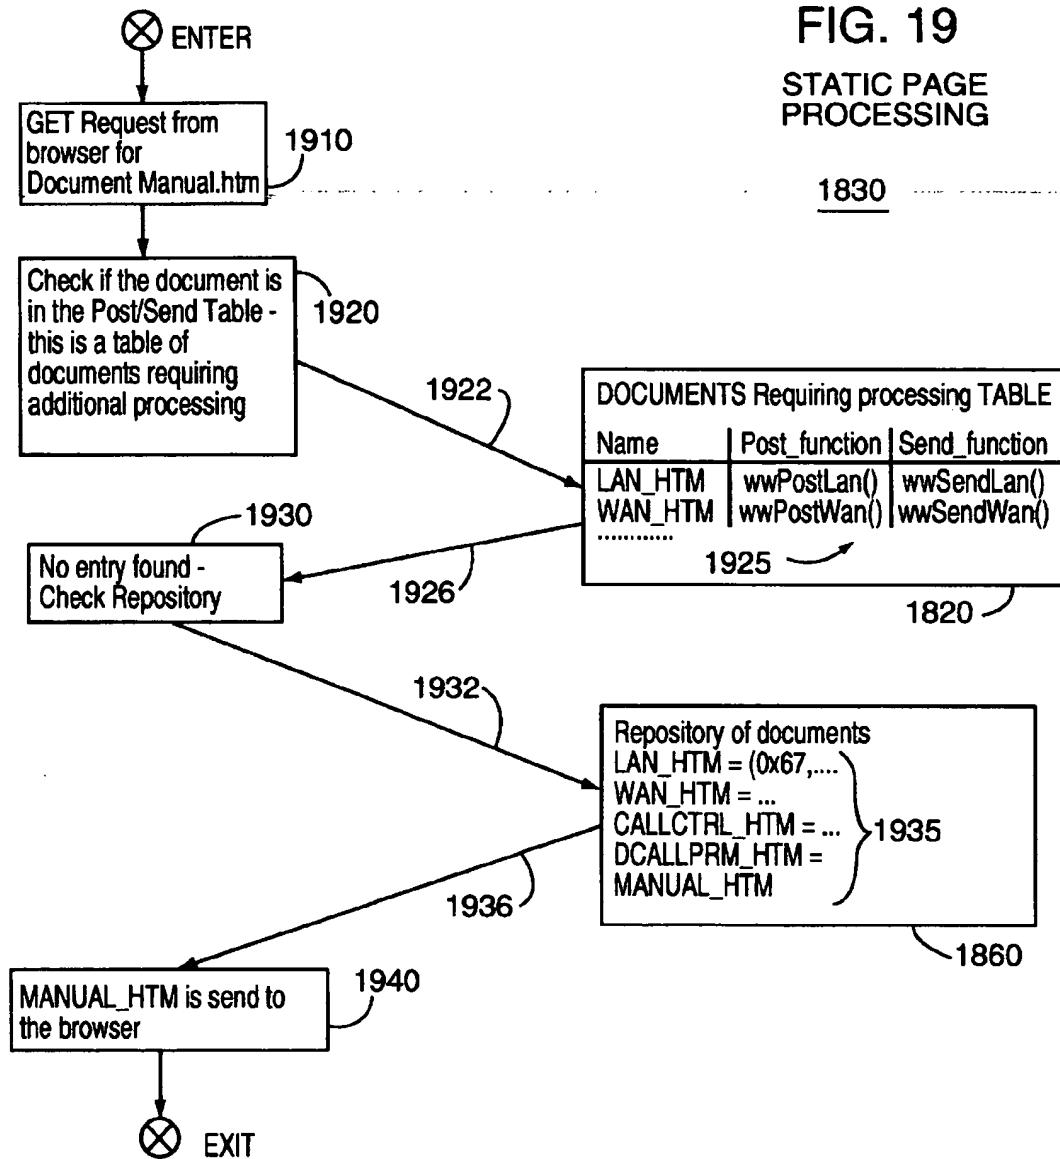 FIG. 19
STATIC PAGE
PROCESSING
1830
ENTER
GET Request from
browser for
Document Manual.htm
1910
Check if the document is
in the Post/Send Table -
this is a table of
documents requiring
additional processing
1920
1922
DOCUMENTS Requiring processing TABLE
Name Post_function Send_function
LAN_HTM wwPostLan() wwSendLan()
WAN_HTM wwPostWan() wwSendWan()
............
1925
1820
1926
1930
No entry found -
Check Repository
1932
Repository of documents
LAN_HTM = (0x67,....
WAN_HTM = ...
CALLCTRL_HTM = ...
DCALLPRM_HTM =
MANUAL_HTM
1935
1860
1936
MANUAL_HTM is send to
the browser
1940
EXIT